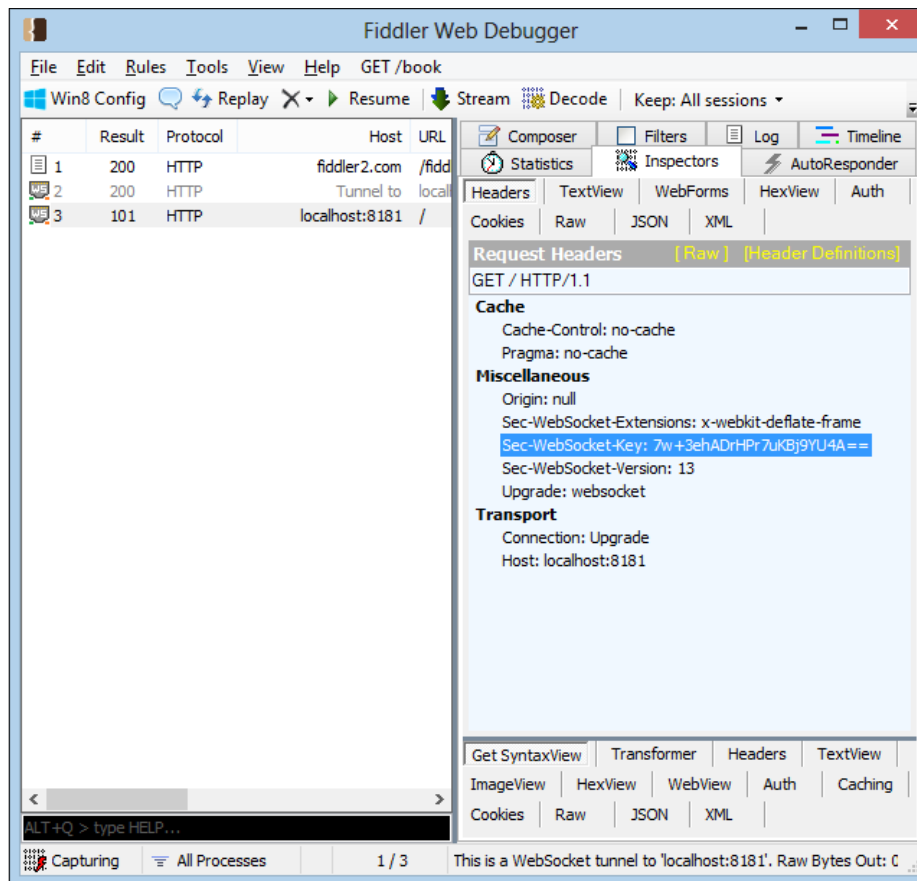 Fiddler Web Debugger
File Edit Rules Tools View Help GET /book
Win8 Config Replay Resume Stream Decode Keep: All sessions
# Result Protocol Host URL
1 200 HTTP fiddler2.com /fidd
2 200 HTTP Tunnel to local
3 101 HTTP localhost:8181 /
Composer Filters Log Timeline
Statistics Inspectors AutoResponder
Headers TextView WebForms HexView Auth
Cookies Raw JSON XML
Request Headers [ Raw ] [Header Definitions]
GET / HTTP/1.1
Cache
Cache-Control: no-cache
Pragma: no-cache
Miscellaneous
Origin: null
Sec-WebSocket-Extensions: x-webkit-deflate-frame
Sec-WebSocket-Key: 7w+3ehADrHPr7uKBj9YU4A==
Sec-WebSocket-Version: 13
Upgrade: websocket
Transport
Connection: Upgrade
Host: localhost:8181
Get SyntaxView Transformer Headers TextView
ImageView HexView WebView Auth Caching
Cookies Raw JSON XML
ALT+Q > type HELP...
Capturing All Processes 1 / 3 This is a WebSocket tunnel to 'localhost:8181'. Raw Bytes Out: